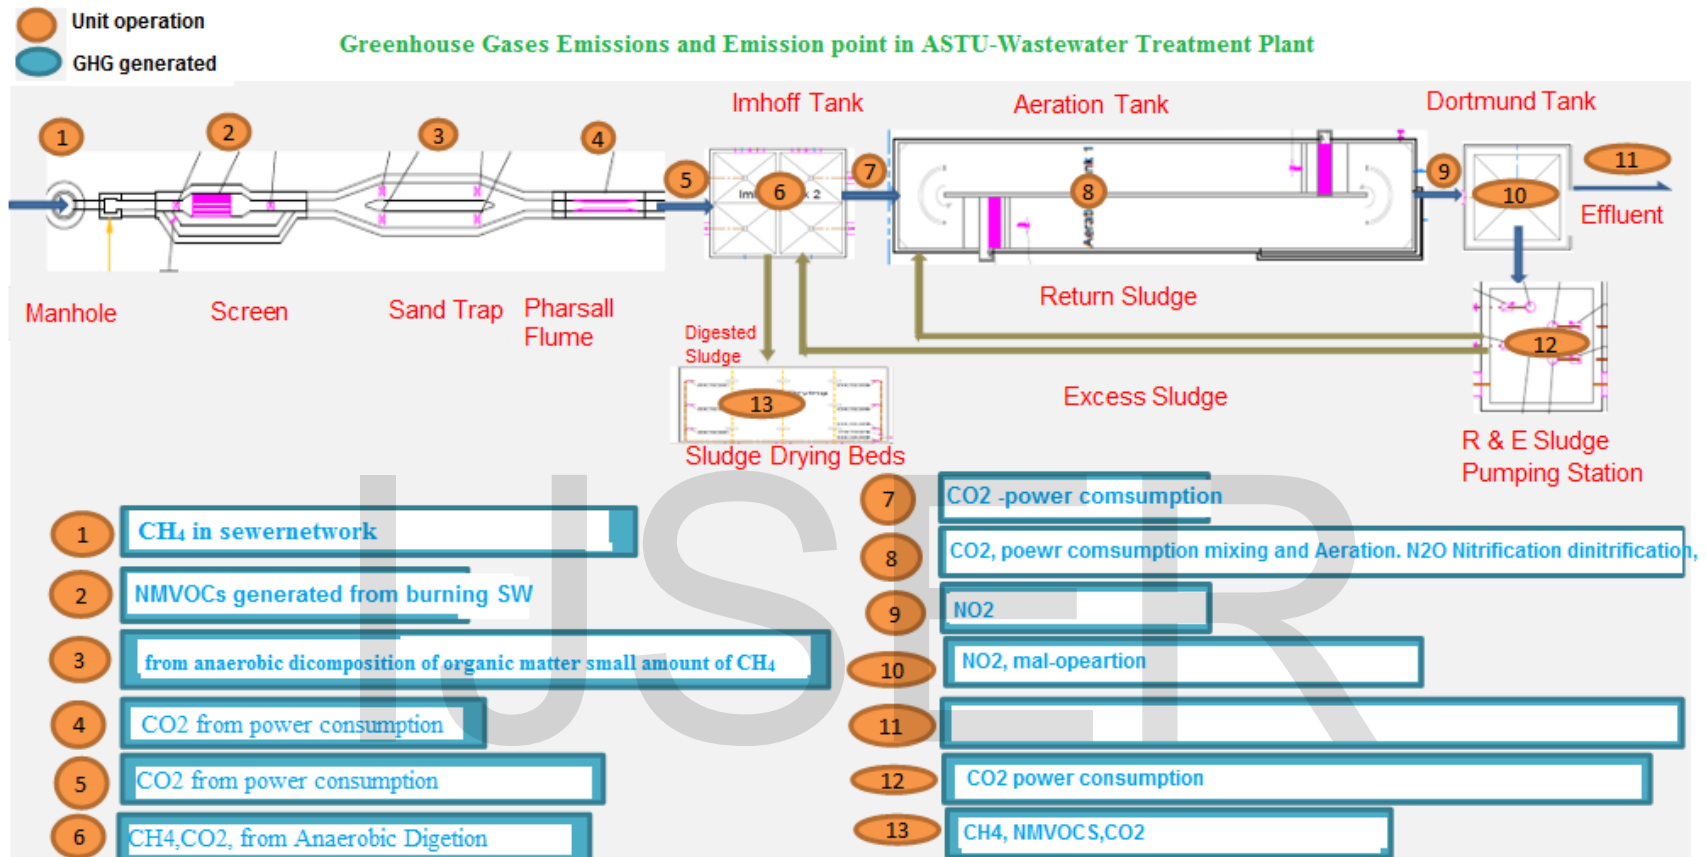 Unit operation
GHG generated
Greenhouse Gases Emissions and Emission point in ASTU-Wastewater Treatment Plant
Imhoff Tank
Aeration Tank
Dortmund Tank
1
2
3
4
5
6
7
8
9
10
11
Effluent
Manhole
Screen
Sand Trap
Pharsall
Flume
Digested
Sludge
Return Sludge
12
13
Excess Sludge
Sludge Drying Beds
R & E Sludge
Pumping Station
1 CH4 in sewernetwork
2 NMVOCs generated from burning SW
3 from anaerobic dicomposition of organic matter small amount of CH4
4 CO2 from power consumption
5 CO2 from power consumption
6 CH4,CO2, from Anaerobic Digetion
7 CO2 -power comsumption
8 CO2, poewr comsumption mixing and Aeration. N2O Nitrification dinitrification,
9 NO2
10 NO2, mal-opeartion
11
12 CO2 power consumption
13 CH4, NMVOCS,CO2
IJSER